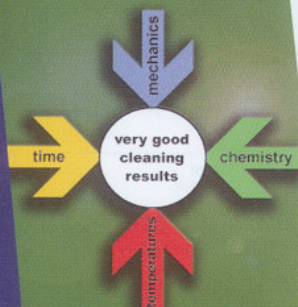 mechanics
time
very good
cleaning
results
chemistry
temperatures